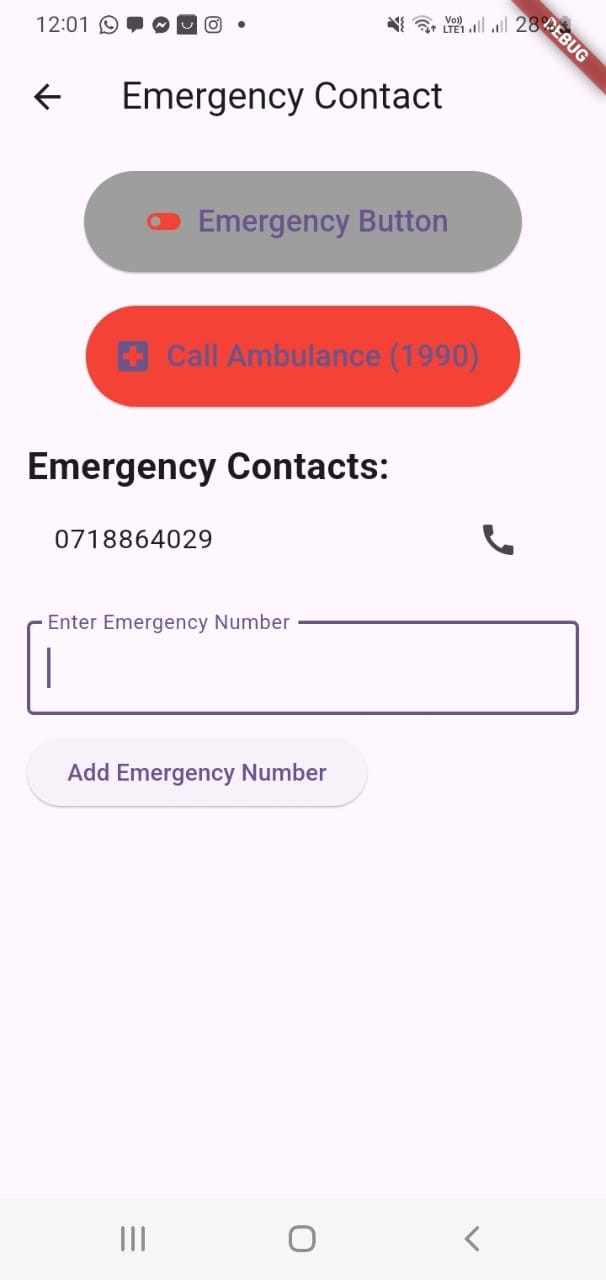 12:01 Vo)) LTE1 28%
DEBUG
Emergency Contact
Emergency Button
Call Ambulance (1990)
Emergency Contacts:
0718864029
Enter Emergency Number
Add Emergency Number